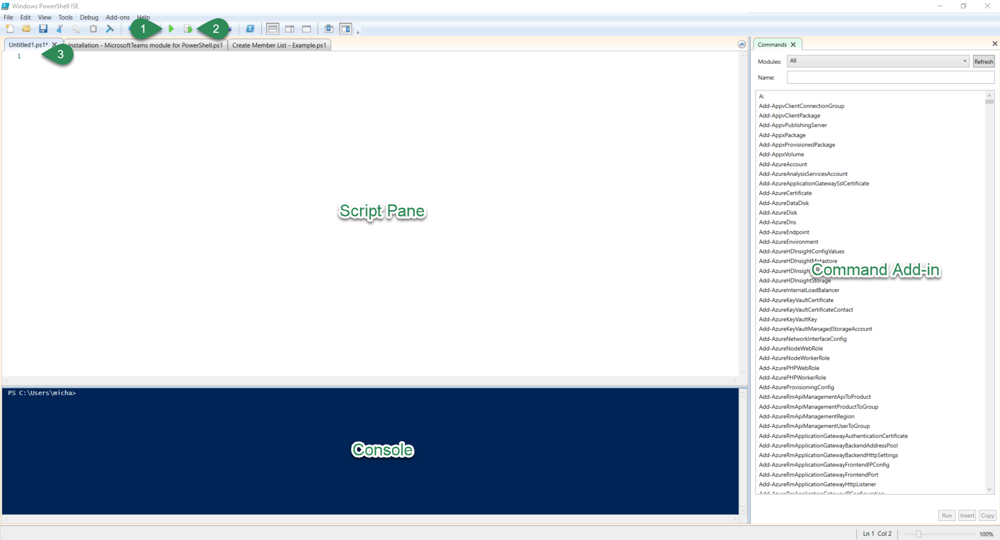 Windows PowerShell ISE
File Edit View Tools Debug Add-ons Help
1
2
Untitled1.ps1*
Installation - MicrosoftTeams module for PowerShell.ps1
Create Member List - Example.ps1
3
1
Script Pane
PS C:\Users\micha>
Console
Commands
Modules: All Refresh
Name:
A:
Add-AppvClientConnectionGroup
Add-AppvClientPackage
Add-AppvPublishingServer
Add-AppxPackage
Add-AppxProvisionedPackage
Add-AppxVolume
Add-AzureAccount
Add-AzureAnalysisServicesAccount
Add-AzureApplicationGatewaySslCertificate
Add-AzureCertificate
Add-AzureDataDisk
Add-AzureDisk
Add-AzureDns
Add-AzureEndpoint
Add-AzureEnvironment
Add-AzureHDInsightConfigValues
Add-AzureHDInsightMetastore
Command Add-in
Add-AzureHDInsightStorage
Add-AzureInternalLoadBalancer
Add-AzureKeyVaultCertificate
Add-AzureKeyVaultCertificateContact
Add-AzureKeyVaultKey
Add-AzureKeyVaultManagedStorageAccount
Add-AzureNetworkInterfaceConfig
Add-AzureNodeWebRole
Add-AzureNodeWorkerRole
Add-AzurePHPWebRole
Add-AzurePHPWorkerRole
Add-AzureProvisioningConfig
Add-AzureRmApiManagementApiToProduct
Add-AzureRmApiManagementProductToGroup
Add-AzureRmApiManagementRegion
Add-AzureRmApiManagementUserToGroup
Add-AzureRmApplicationGatewayAuthenticationCertificate
Add-AzureRmApplicationGatewayBackendAddressPool
Add-AzureRmApplicationGatewayBackendHttpSettings
Add-AzureRmApplicationGatewayFrontendIPConfig
Add-AzureRmApplicationGatewayFrontendPort
Add-AzureRmApplicationGatewayHttpListener
Add-AzureRmApplicationGatewayIPConfiguration
Run Insert Copy
Ln 1 Col 2 100%